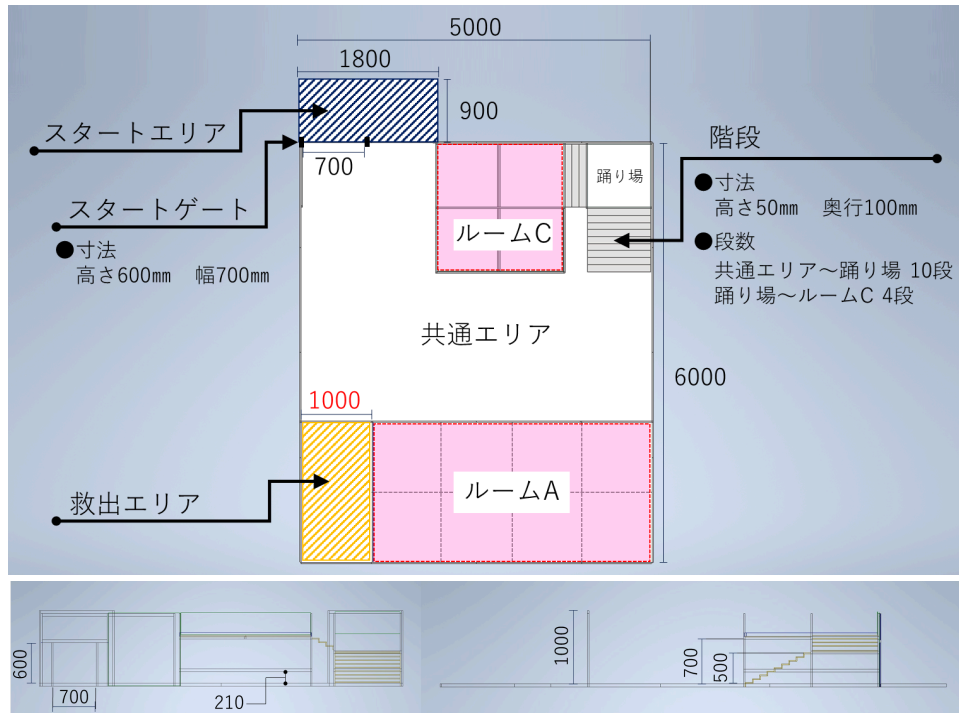 5000
1800
900
スタートエリア
700
階段
踊り場
●寸法
高さ50㎜　奥行100㎜
スタートゲート
ルームC
●段数
●寸法
高さ600㎜　幅700㎜
共通エリア～踊り場 10段
踊り場～ルームC 4段
共通エリア
6000
1000
救出エリア
ルームA
600
700
210
1000
700
500